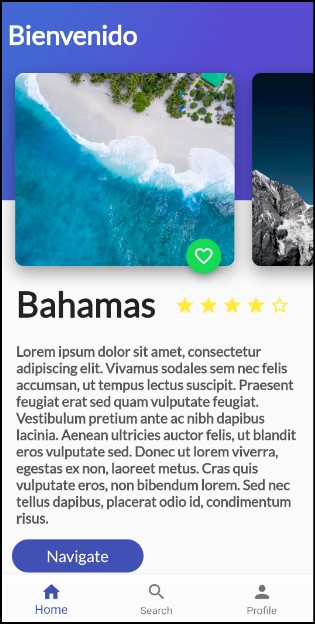 Bienvenido
Bahamas
Lorem ipsum dolor sit amet, consectetur
adipiscing elit. Vivamus sodales sem nec felis
accumsan, ut tempus lectus suscipit. Praesent
feugiat erat sed quam vulputate feugiat.
Vestibulum pretium ante ac nibh dapibus
lacinia. Aenean ultricies auctor felis, ut blandit
eros vulputate sed. Donec ut lorem viverra,
egestas ex non, laoreet metus. Cras quis
vulputate eros, non bibendum lorem. Sed nec
tellus dapibus, placerat odio id, condimentum
risus.
Navigate
Home
Search
Profile